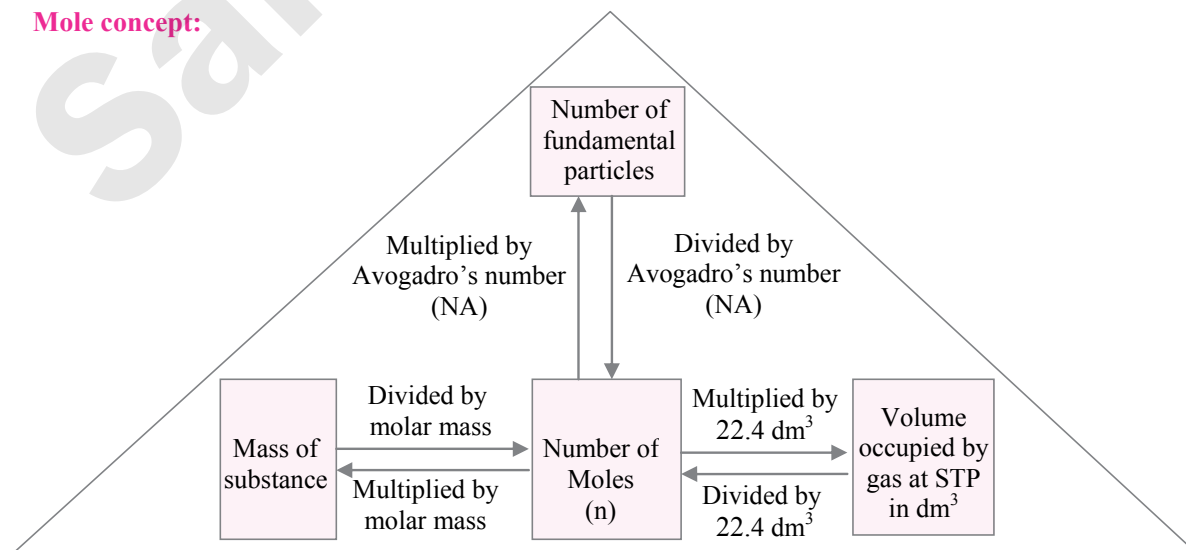 Mole concept:
Number of
fundamental
particles
Multiplied by
Avogadro’s number
(NA)
Divided by
Avogadro’s number
(NA)
Mass of
substance
Divided by
molar mass
Multiplied by
molar mass
Number of
Moles
(n)
Multiplied by
22.4 dm³
Divided by
22.4 dm³
Volume
occupied by
gas at STP
in dm³